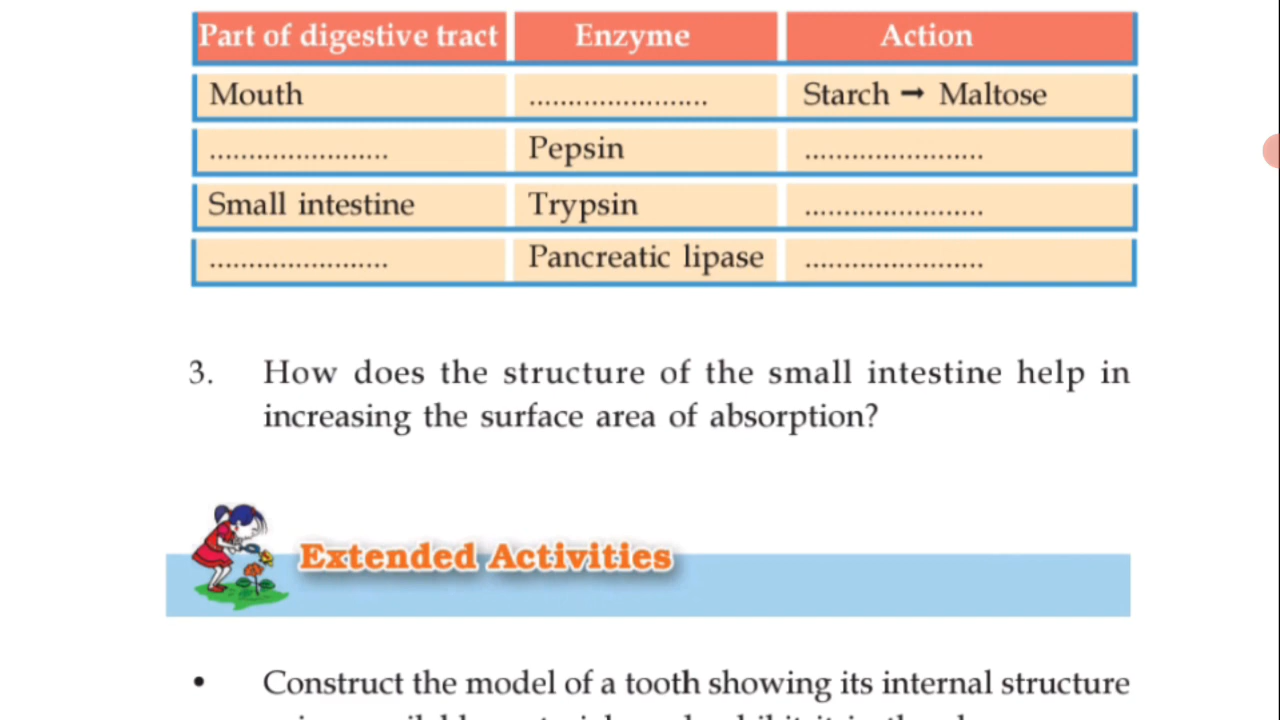 Part of digestive tract Enzyme Action
Mouth ....................... Starch ➞ Maltose
....................... Pepsin .......................
Small intestine Trypsin .......................
....................... Pancreatic lipase .......................
3. How does the structure of the small intestine help in
increasing the surface area of absorption?
Extended Activities
• Construct the model of a tooth showing its internal structure